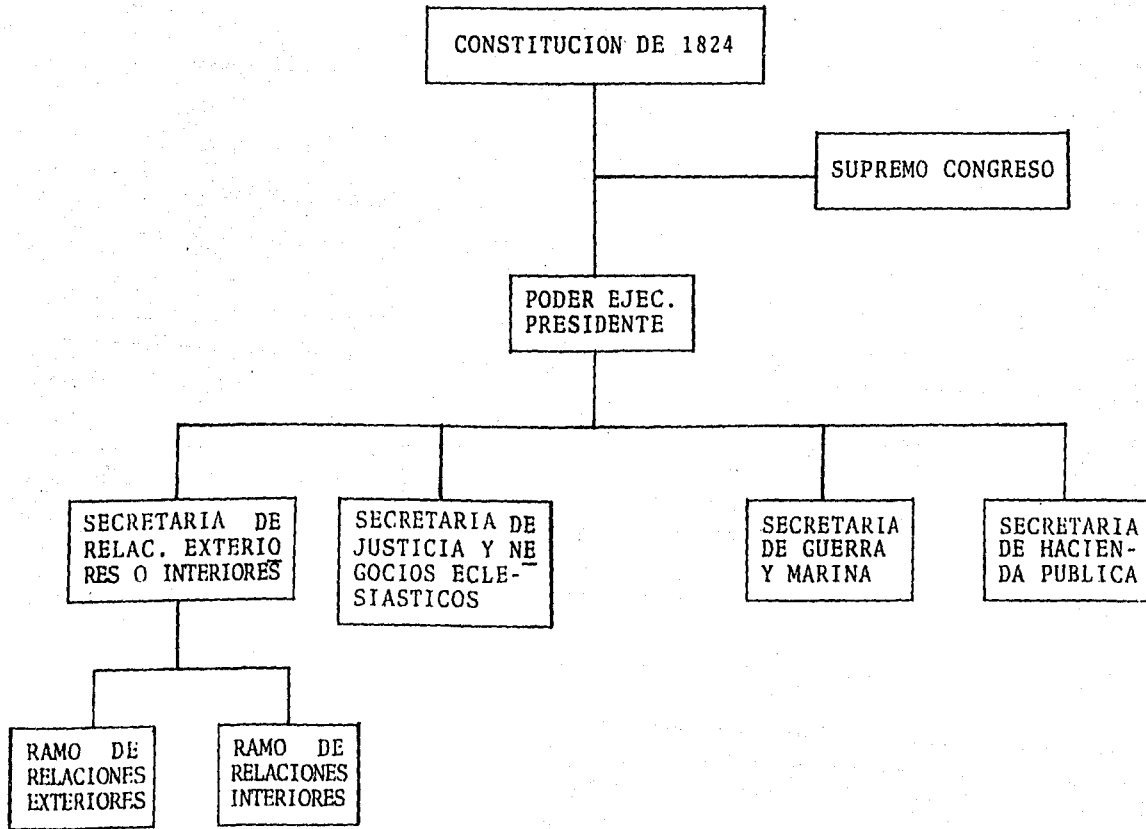 CONSTITUCION DE 1824
SUPREMO CONGRESO
PODER EJEC.
PRESIDENTE
SECRETARIA DE
RELAC. EXTERIO
RES O INTERIORES
SECRETARIA DE
JUSTICIA Y NE
GOCIOS ECLE-
SIASTICOS
SECRETARIA
DE GUERRA
Y MARINA
SECRETARIA
DE HACIEN-
DA PUBLICA
RAMO DE
RELACIONES
EXTERIORES
RAMO DE
RELACIONES
INTERIORES